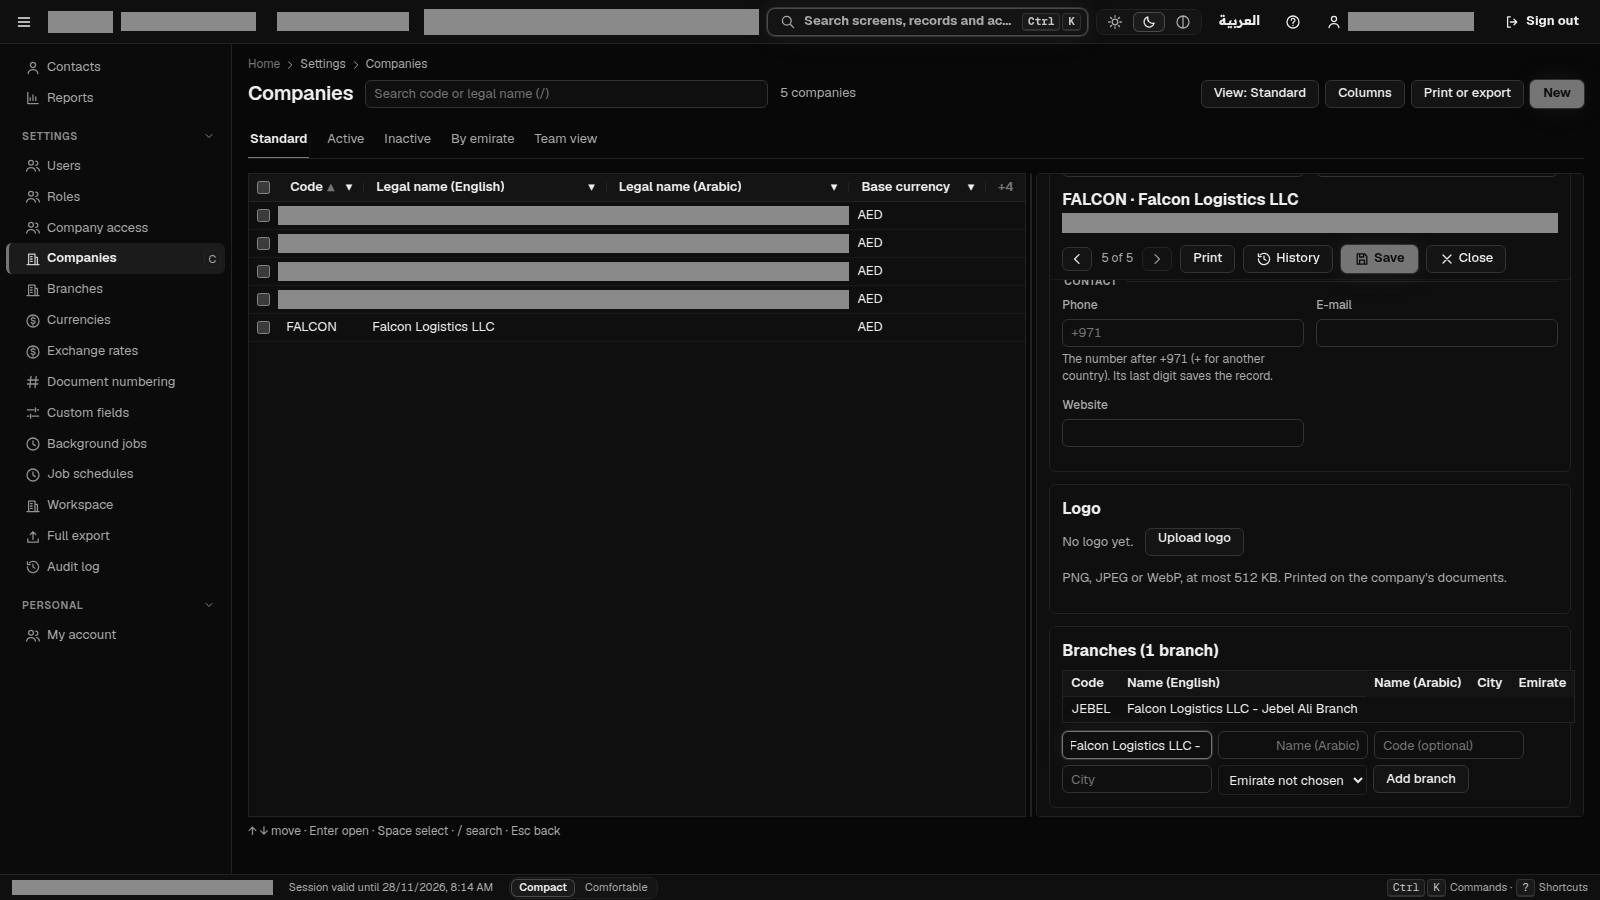 Search screens, records and ac... Ctrl K
العربية
Sign out
Contacts
Reports
SETTINGS
Users
Roles
Company access
Companies C
Branches
Currencies
Exchange rates
Document numbering
Custom fields
Background jobs
Job schedules
Workspace
Full export
Audit log
PERSONAL
My account
Home > Settings > Companies
Companies
Search code or legal name (/)
5 companies
View: Standard
Columns
Print or export
New
Standard Active Inactive By emirate Team view
Code ▲ ▼ Legal name (English) ▼ Legal name (Arabic) ▼ Base currency ▼ +4
AED
AED
AED
AED
FALCON Falcon Logistics LLC AED
↑↓ move · Enter open · Space select · / search · Esc back
FALCON · Falcon Logistics LLC
5 of 5
Print
History
Save
Close
CONTACT
Phone E-mail
+971
The number after +971 (+ for another
country). Its last digit saves the record.
Website
Logo
No logo yet. Upload logo
PNG, JPEG or WebP, at most 512 KB. Printed on the company's documents.
Branches (1 branch)
Code Name (English) Name (Arabic) City Emirate
JEBEL Falcon Logistics LLC - Jebel Ali Branch
Falcon Logistics LLC - Name (Arabic) Code (optional)
City Emirate not chosen Add branch
Session valid until 28/11/2026, 8:14 AM
Compact Comfortable
Ctrl K Commands · ? Shortcuts